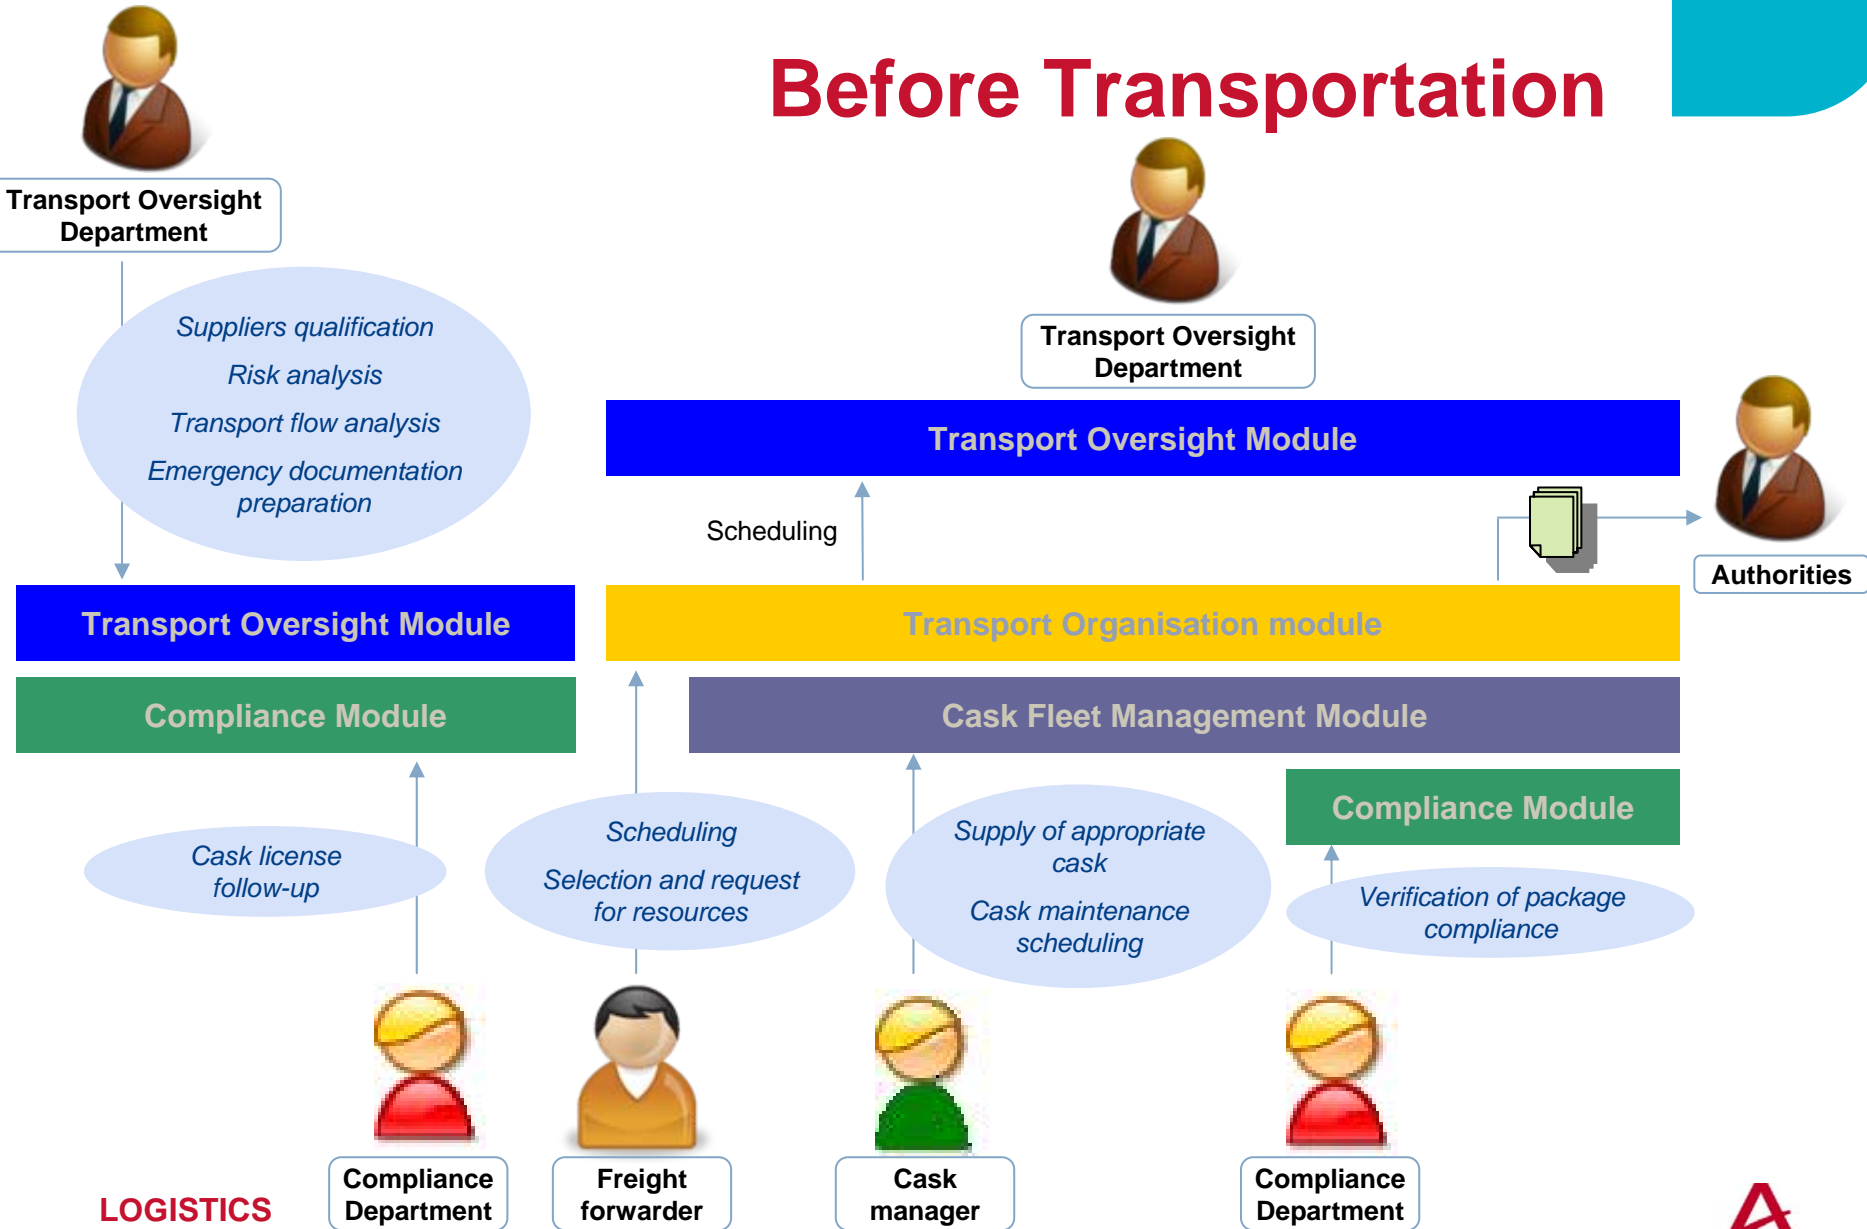 Before Transportation
Transport Oversight
Department
Suppliers qualification
Risk analysis
Transport flow analysis
Emergency documentation
preparation
Transport Oversight
Department
Transport Oversight Module
Scheduling
Authorities
Transport Oversight Module
Transport Organisation module
Compliance Module
Cask Fleet Management Module
Compliance Module
Cask license
follow-up
Scheduling
Selection and request
for resources
Supply of appropriate
cask
Cask maintenance
scheduling
Verification of package
compliance
Compliance
Department
Freight
forwarder
Cask
manager
Compliance
Department
LOGISTICS